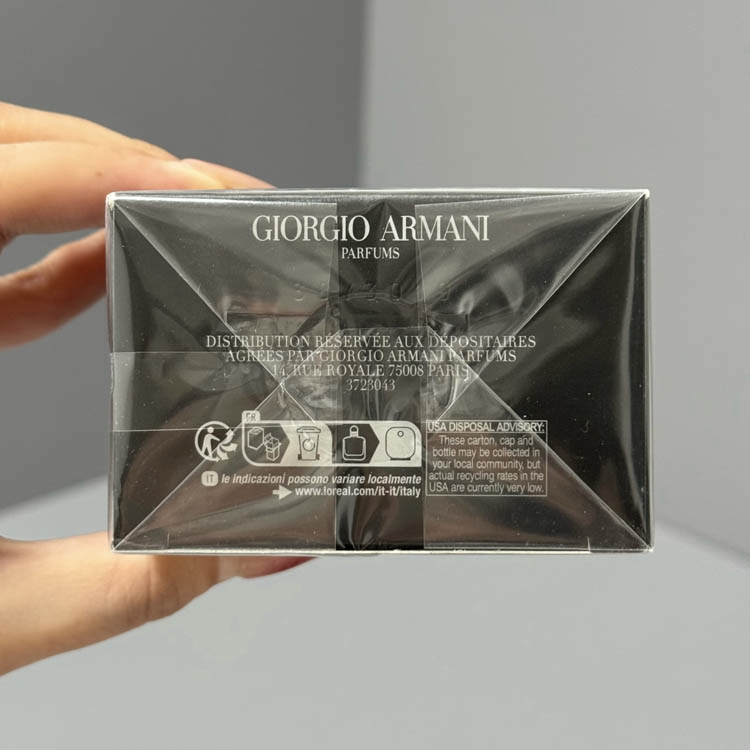 GIORGIO ARMANI
PARFUMS
DISTRIBUTION RÉSERVÉE AUX DÉPOSITAIRES
AGRÉÉS PAR GIORGIO ARMANI PARFUMS
14, RUE ROYALE 75008 PARIS
3723043
FR
USA DISPOSAL ADVISORY:
These carton, cap and
bottle may be collected in
your local community, but
actual recycling rates in the
USA are currently very low.
IT le indicazioni possono variare localmente
www.loreal.com/it-it/italy